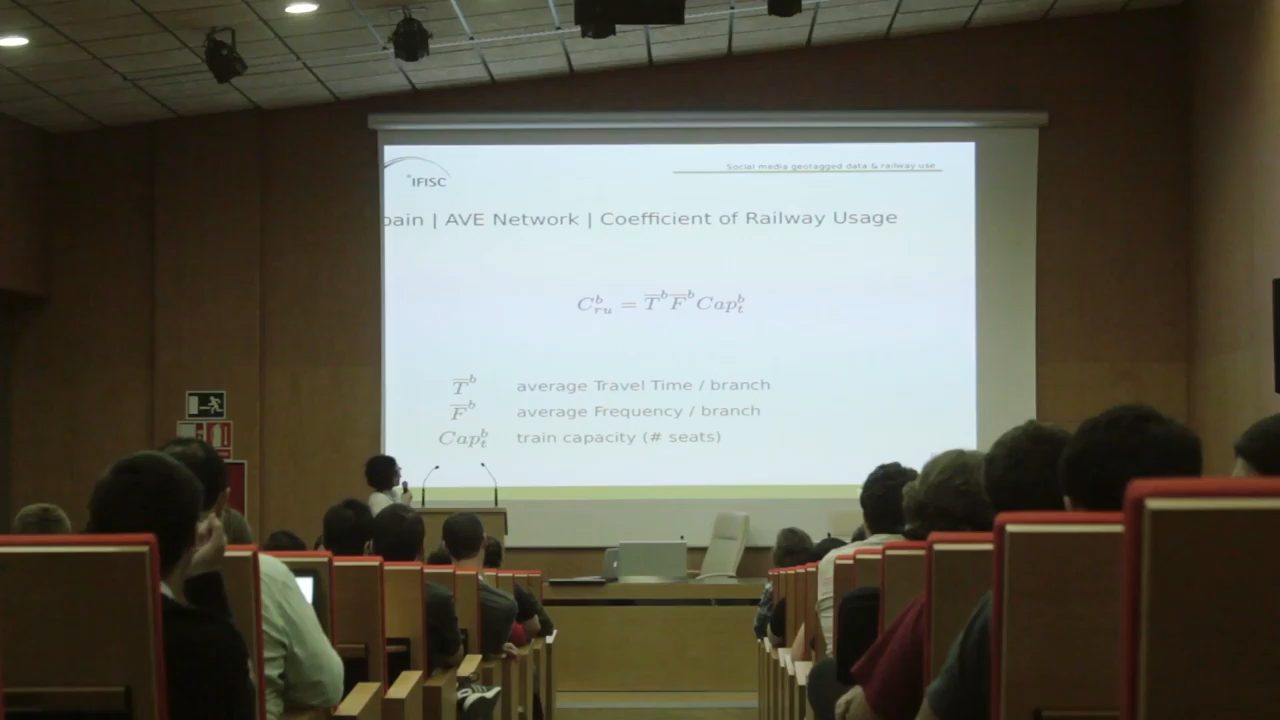 IFISC
Social media geotagged data & railway use
pain | AVE Network | Coefficient of Railway Usage
C^b_{ru} = \overline{T}^b \overline{F}^b Cap^b_t
\overline{T}^b average Travel Time / branch
\overline{F}^b average Frequency / branch
Cap^b_t train capacity (# seats)